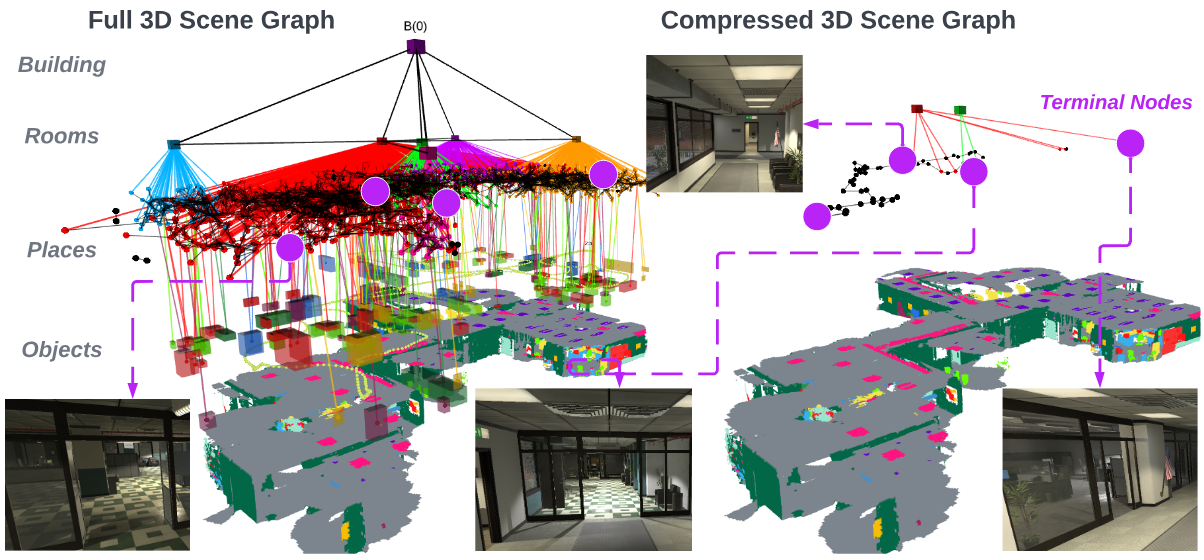 Full 3D Scene Graph
Compressed 3D Scene Graph
B(0)
Building
Terminal Nodes
Rooms
Places
Objects